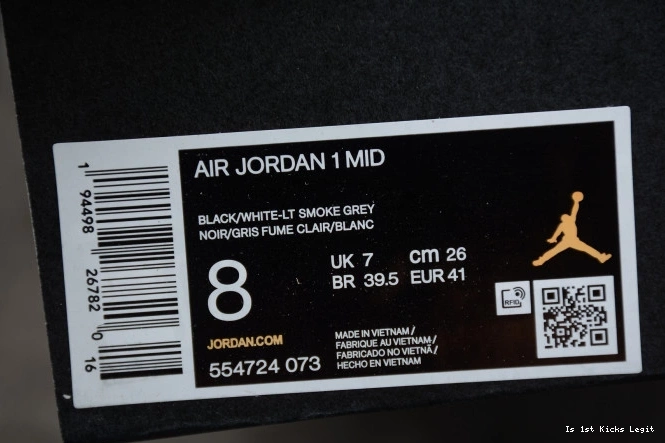 AIR JORDAN 1 MID
BLACK/WHITE-LT SMOKE GREY
NOIR/GRIS FUME CLAIR/BLANC
8
UK 7 cm 26
BR 39.5 EUR 41
RFID
JORDAN.COM
554724 073
MADE IN VIETNAM/
FABRIQUE AU VIETNAM/
FABRICADO NO VIETNÃ/
HECHO EN VIETNAM
1 94498 26782 0 16
Is 1st Kicks Legit